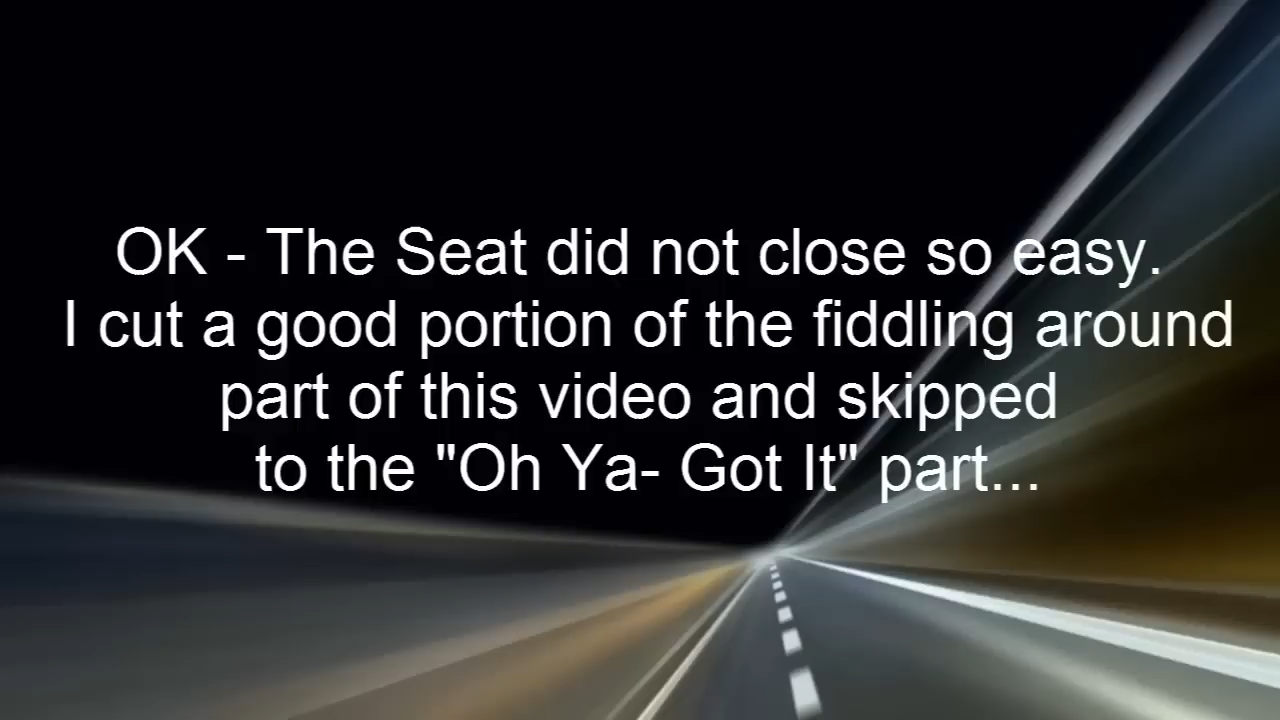 OK - The Seat did not close so easy.
I cut a good portion of the fiddling around
part of this video and skipped
to the "Oh Ya- Got It" part...